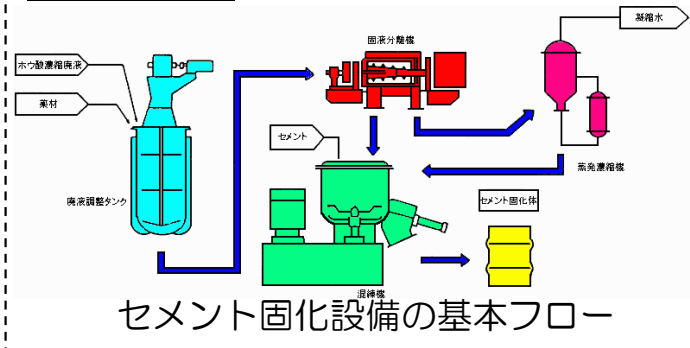 凝縮水
固液分離機
ホウ酸濃縮廃液
薬材
セメント
蒸発濃縮機
廃液調整タンク
セメント固化体
混練機
セメント固化設備の基本フロー